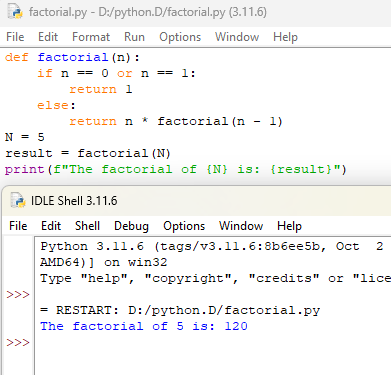 factorial.py - D:/python.D/factorial.py (3.11.6)
File Edit Format Run Options Window Help
def factorial(n):
    if n == 0 or n == 1:
        return 1
    else:
        return n * factorial(n - 1)
N = 5
result = factorial(N)
print(f"The factorial of {N} is: {result}")
IDLE Shell 3.11.6
File Edit Shell Debug Options Window Help
Python 3.11.6 (tags/v3.11.6:8b6ee5b, Oct  2
AMD64)] on win32
Type "help", "copyright", "credits" or "lice
>>>
= RESTART: D:/python.D/factorial.py
The factorial of 5 is: 120
>>>